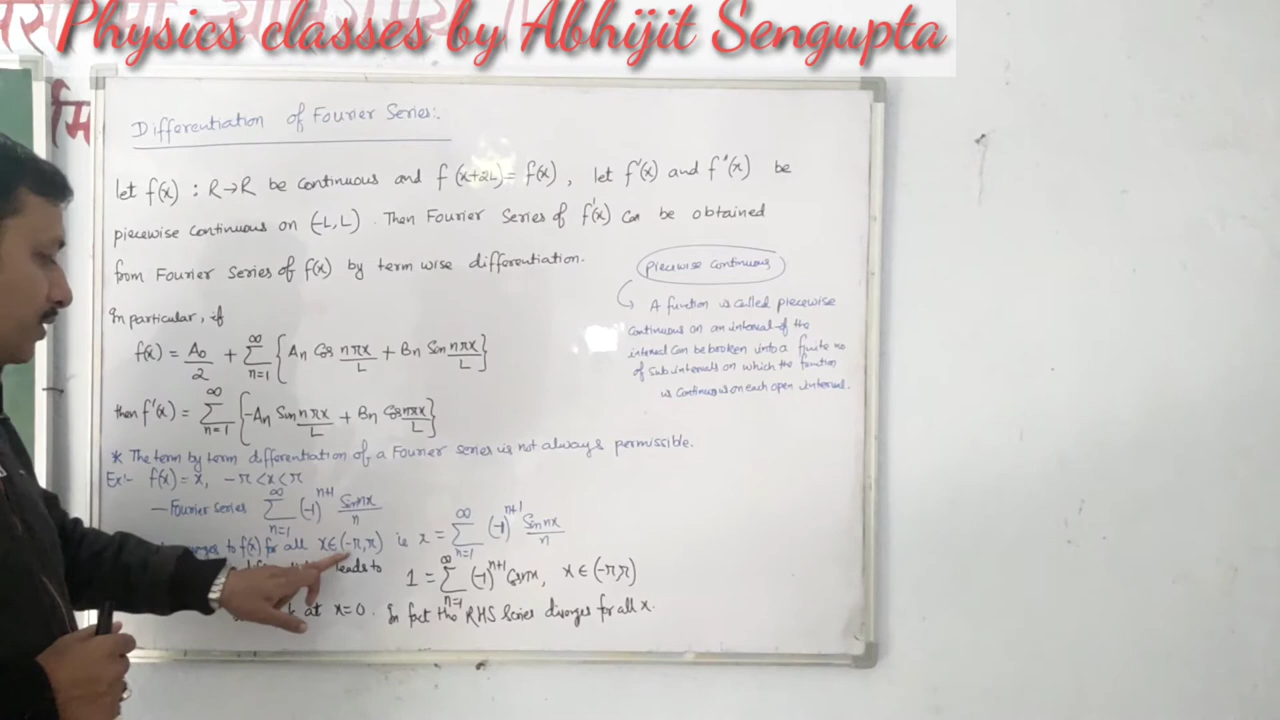 Physics classes by Abhijit Sengupta
Differentiation of Fourier Series:-
let f(x) : R→R be continuous and f(x+2L) = f(x), let f'(x) and f''(x) be
piecewise continuous on (-L, L). Then Fourier Series of f'(x) can be obtained
from Fourier Series of f(x) by term wise differentiation.
In particular, if
f(x) = A₀/2 + ∑_{n=1}^{∞} { An Cos nπx/L + Bn Sin nπx/L }
then f'(x) = ∑_{n=1}^{∞} { -An Sin nπx/L + Bn Cos nπx/L }
* The term by term differentiation of a Fourier series is not always permissible.
Ex:- f(x) = x, -π < x < π
— Fourier series ∑_{n=1}^{∞} (-1)^{n+1} Sin nx/n
to f(x) for all x ∈ (-π, π) ie x = ∑_{n=1}^{∞} (-1)^{n+1} Sin nx/n
leads to 1 = ∑_{n=1}^{∞} (-1)^{n+1} Cos nx, x ∈ (-π, π)
at x=0. In fact the RHS Series diverges for all x.
Piecewise continuous
A function is called piecewise
continuous on an interval if the
interval can be broken into a finite no
of sub intervals on which the function
is continuous on each open interval.